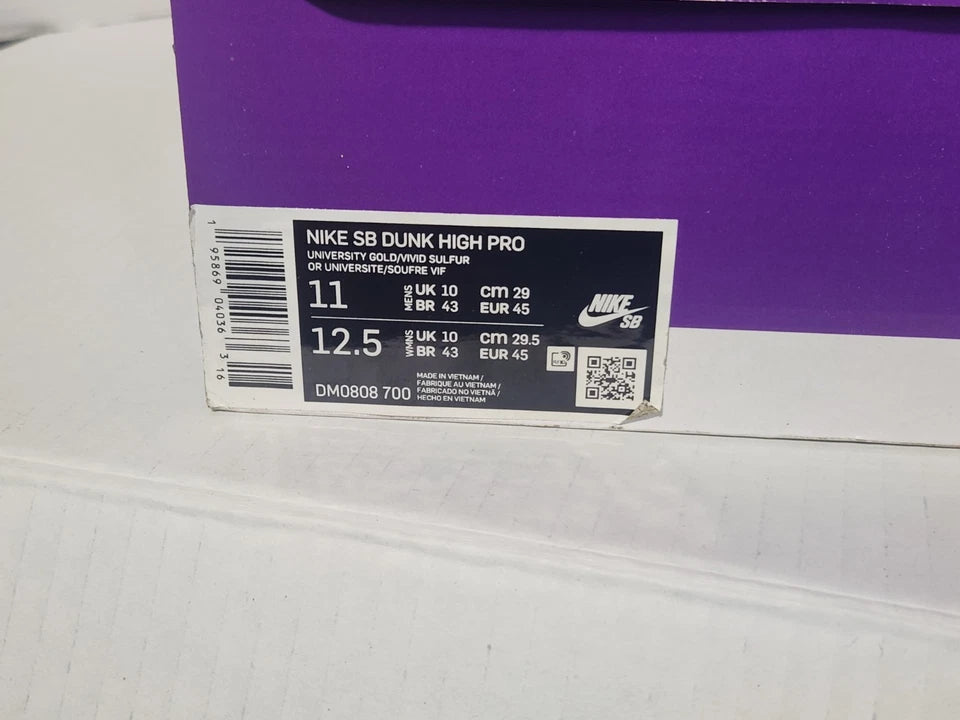 NIKE SB DUNK HIGH PRO
UNIVERSITY GOLD/VIVID SULFUR
OR UNIVERSITE/SOUFRE VIF
11 MENS UK 10 cm 29
BR 43 EUR 45
12.5 WMNS UK 10 cm 29.5
BR 43 EUR 45
DM0808 700
MADE IN VIETNAM /
FABRIQUE AU VIETNAM /
FABRICADO NO VIETNÃ /
HECHO EN VIETNAM
NIKE
SB
1 95869 04036 3 16